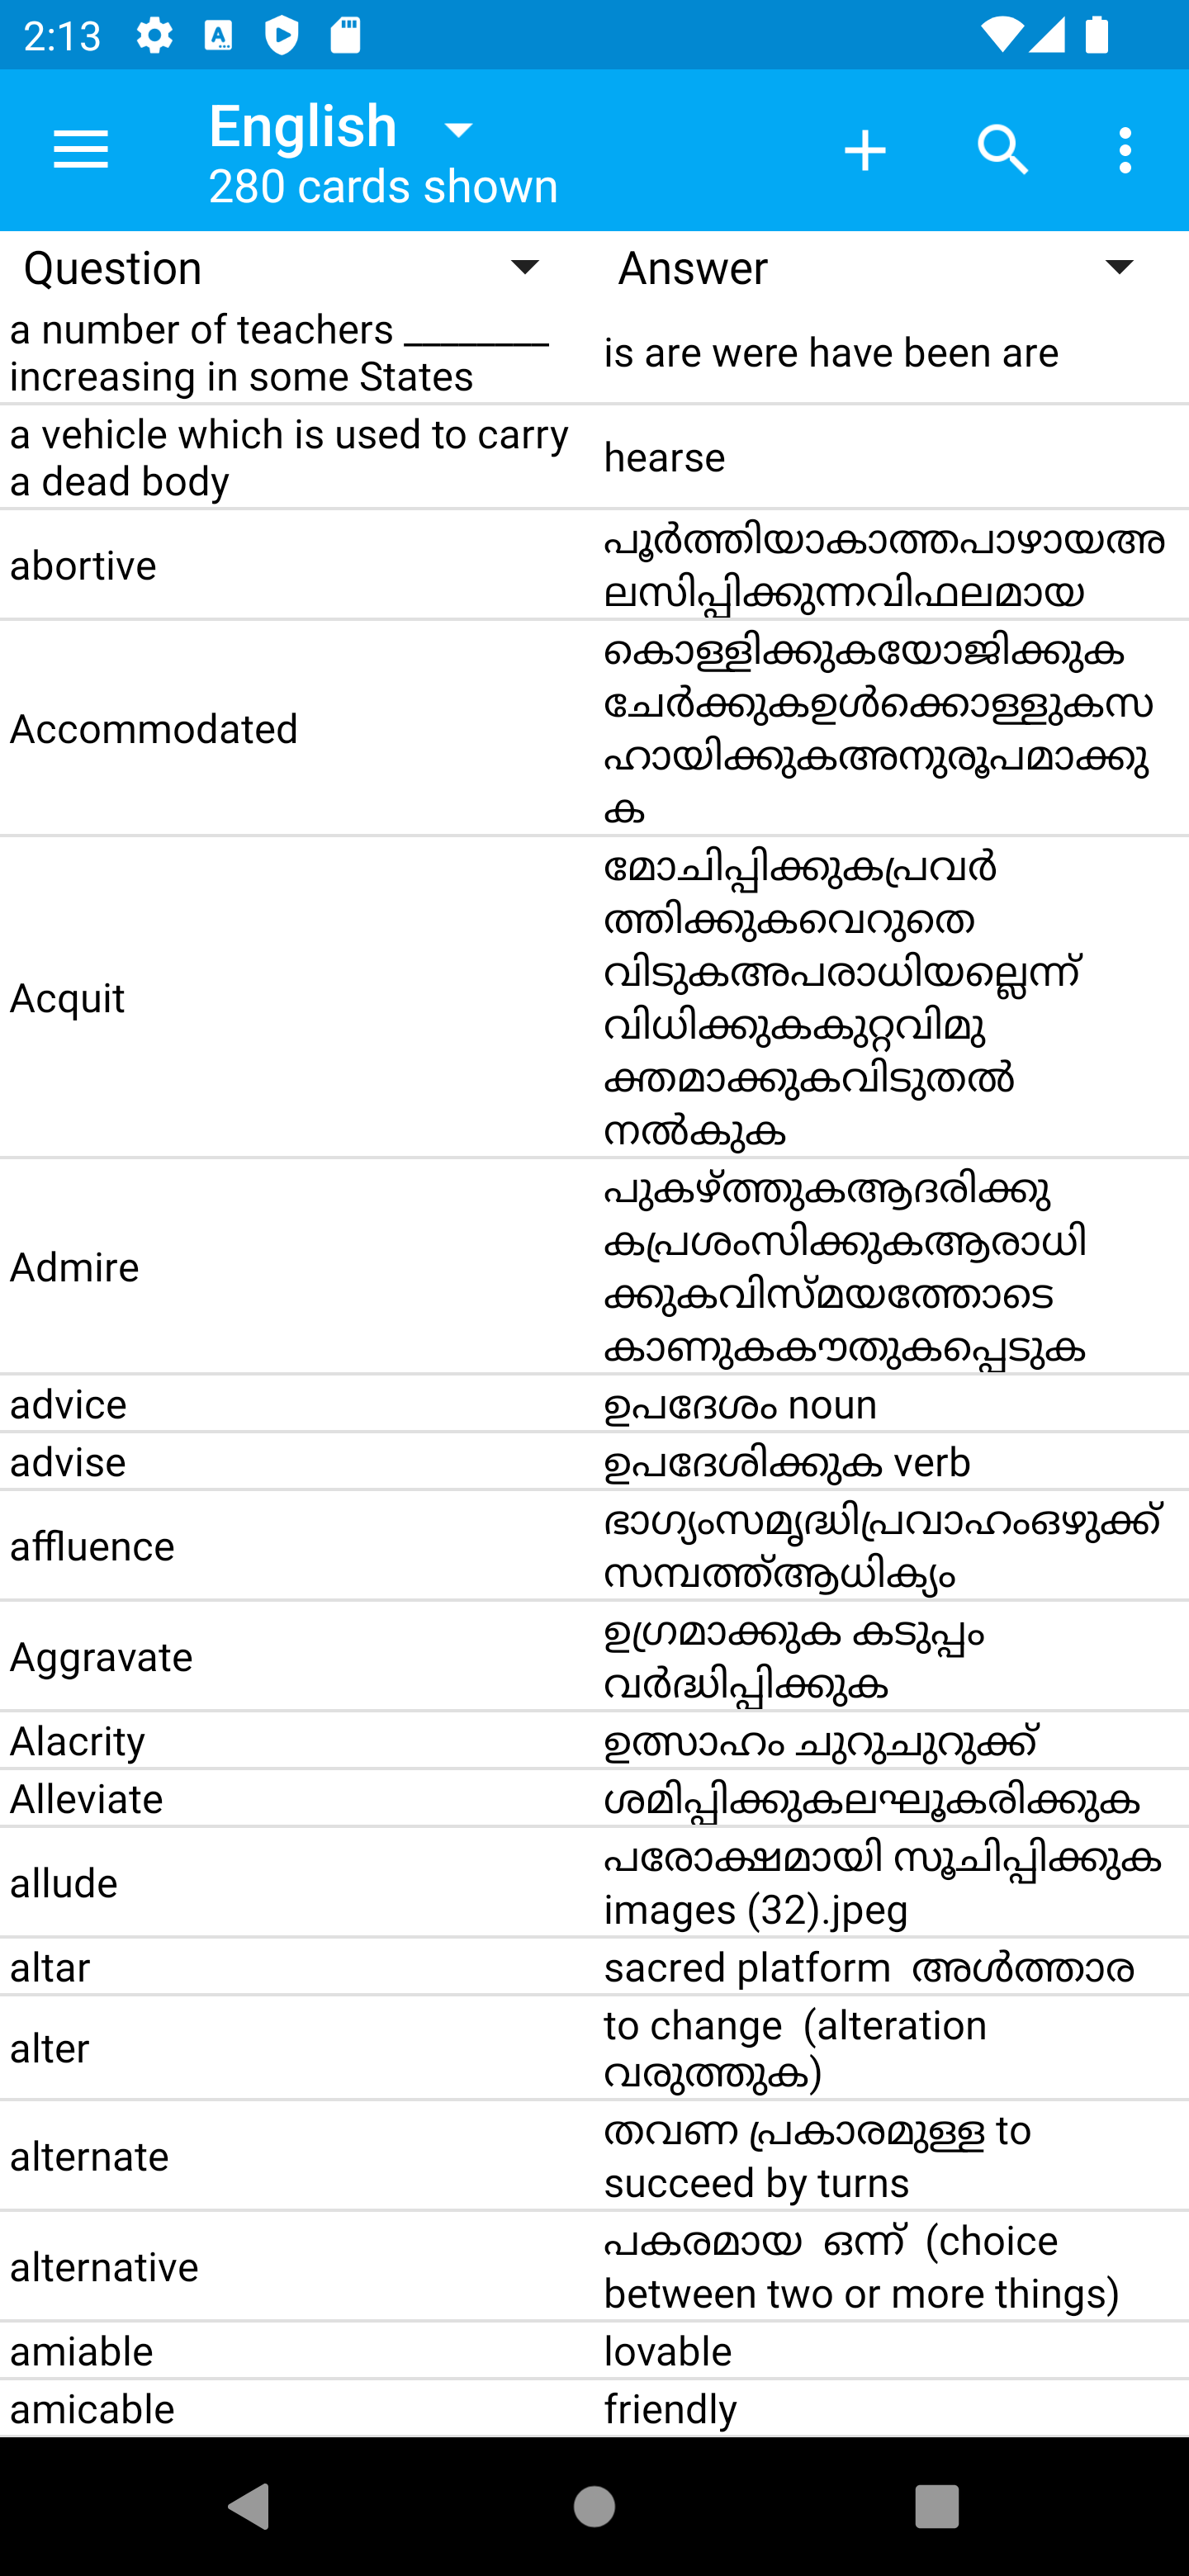 2:13
English
280 cards shown
Question
Answer
a number of teachers ________
increasing in some States
is are were have been are
a vehicle which is used to carry
a dead body
hearse
abortive
പൂർത്തിയാകാത്തപാഴായഅ
ലസിപ്പിക്കുന്നവിഫലമായ
Accommodated
കൊള്ളിക്കുകയോജിക്കുക
ചേർക്കുകഉൾക്കൊള്ളുകസ
ഹായിക്കുകഅനുരൂപമാക്കു
ക
Acquit
മോചിപ്പിക്കുകപ്രവർ
ത്തിക്കുകവെറുതെ
വിടുകഅപരാധിയല്ലെന്ന്
വിധിക്കുകകുറ്റവിമു
ക്തമാക്കുകവിടുതൽ
നൽകുക
Admire
പുകഴ്ത്തുകആദരിക്കു
കപ്രശംസിക്കുകആരാധി
ക്കുകവിസ്മയത്തോടെ
കാണുകകൗതുകപ്പെടുക
advice
ഉപദേശം noun
advise
ഉപദേശിക്കുക verb
affluence
ഭാഗ്യംസമൃദ്ധിപ്രവാഹംഒഴുക്ക്
സമ്പത്ത്ആധിക്യം
Aggravate
ഉഗ്രമാക്കുക കടുപ്പം
വർദ്ധിപ്പിക്കുക
Alacrity
ഉത്സാഹം ചുറുചുറുക്ക്
Alleviate
ശമിപ്പിക്കുകലഘൂകരിക്കുക
allude
പരോക്ഷമായി സൂചിപ്പിക്കുക
images (32).jpeg
altar
sacred platform  അൾത്താര
alter
to change  (alteration
വരുത്തുക)
alternate
തവണ പ്രകാരമുള്ള to
succeed by turns
alternative
പകരമായ  ഒന്ന്  (choice
between two or more things)
amiable
lovable
amicable
friendly